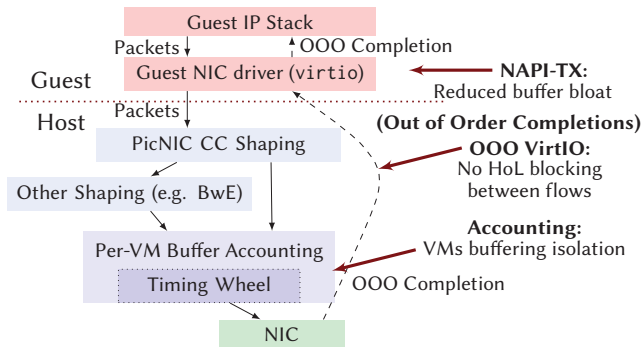 Guest IP Stack
Packets
OOO Completion
Guest NIC driver (virtio)
NAPI-TX:
Reduced buffer bloat
Guest
Host
Packets
(Out of Order Completions)
OOO VirtIO:
No HoL blocking
between flows
PicNIC CC Shaping
Other Shaping (e.g. BwE)
Accounting:
VMs buffering isolation
Per-VM Buffer Accounting
Timing Wheel
OOO Completion
NIC